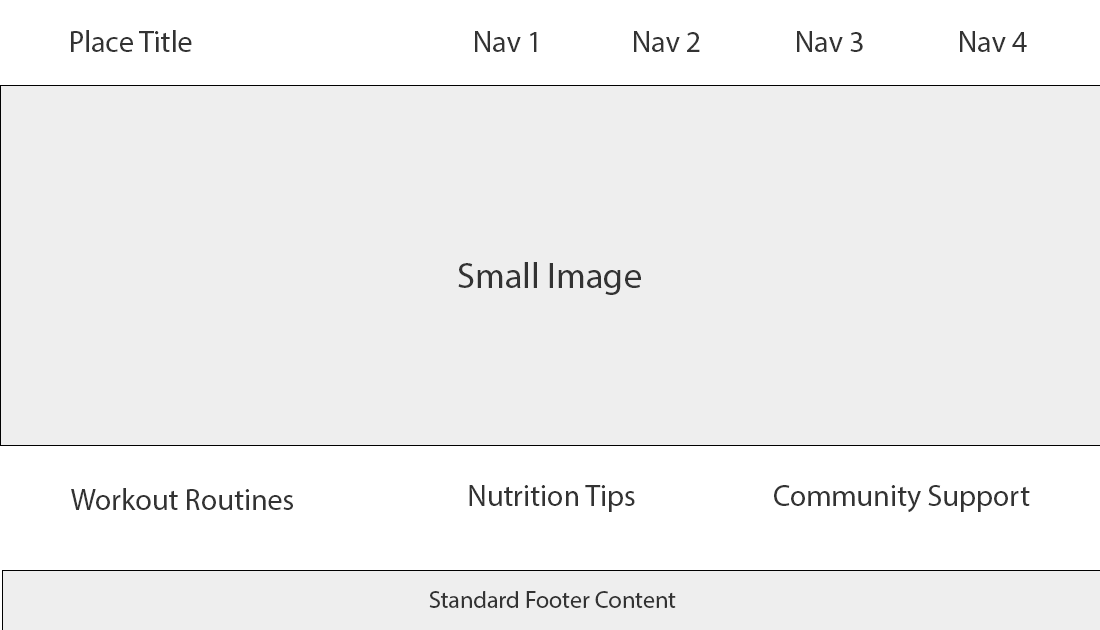 Place Title Nav 1 Nav 2 Nav 3 Nav 4
Small Image
Workout Routines Nutrition Tips Community Support
Standard Footer Content